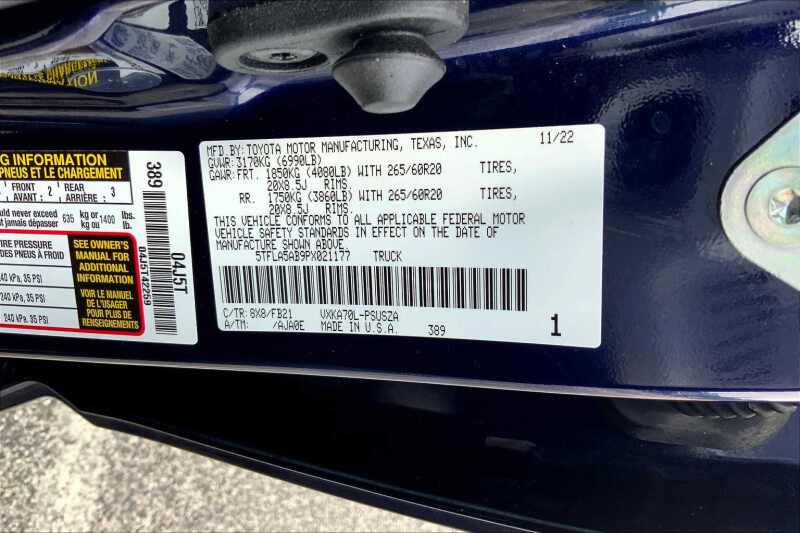 G INFORMATION
PNEUS ET LE CHARGEMENT
FRONT AVANT : 2
REAR ARRIÈRE : 3
uld never exceed 635 kg or 1400 lbs.
t jamais dépasser kg ou lb.
TIRE PRESSURE
DES PNEUS À FROID
240 kPa, 35 PSI
240 kPa, 35 PSI
240 kPa, 35 PSI
SEE OWNER'S
MANUAL FOR
ADDITIONAL
INFORMATION
VOIR LE MANUEL
DE L'USAGER
POUR PLUS DE
RENSEIGNEMENTS
389
04J5T
04J5T42259
MFD.BY: TOYOTA MOTOR MANUFACTURING, TEXAS, INC. 11/22
GVWR: 3170KG (6990LB)
GAWR: FRT. 1850KG (4080LB) WITH 265/60R20 TIRES,
20X8.5J RIMS
RR. 1750KG (3860LB) WITH 265/60R20 TIRES,
20X8.5J RIMS.
THIS VEHICLE CONFORMS TO ALL APPLICABLE FEDERAL MOTOR
VEHICLE SAFETY STANDARDS IN EFFECT ON THE DATE OF
MANUFACTURE SHOWN ABOVE.
5TFLA5AB9PX021177 TRUCK
C/TR: 8X8/FB21 VXKA70L-PSUSZA
A/TM: /AJA0E MADE IN U.S.A. 389 1